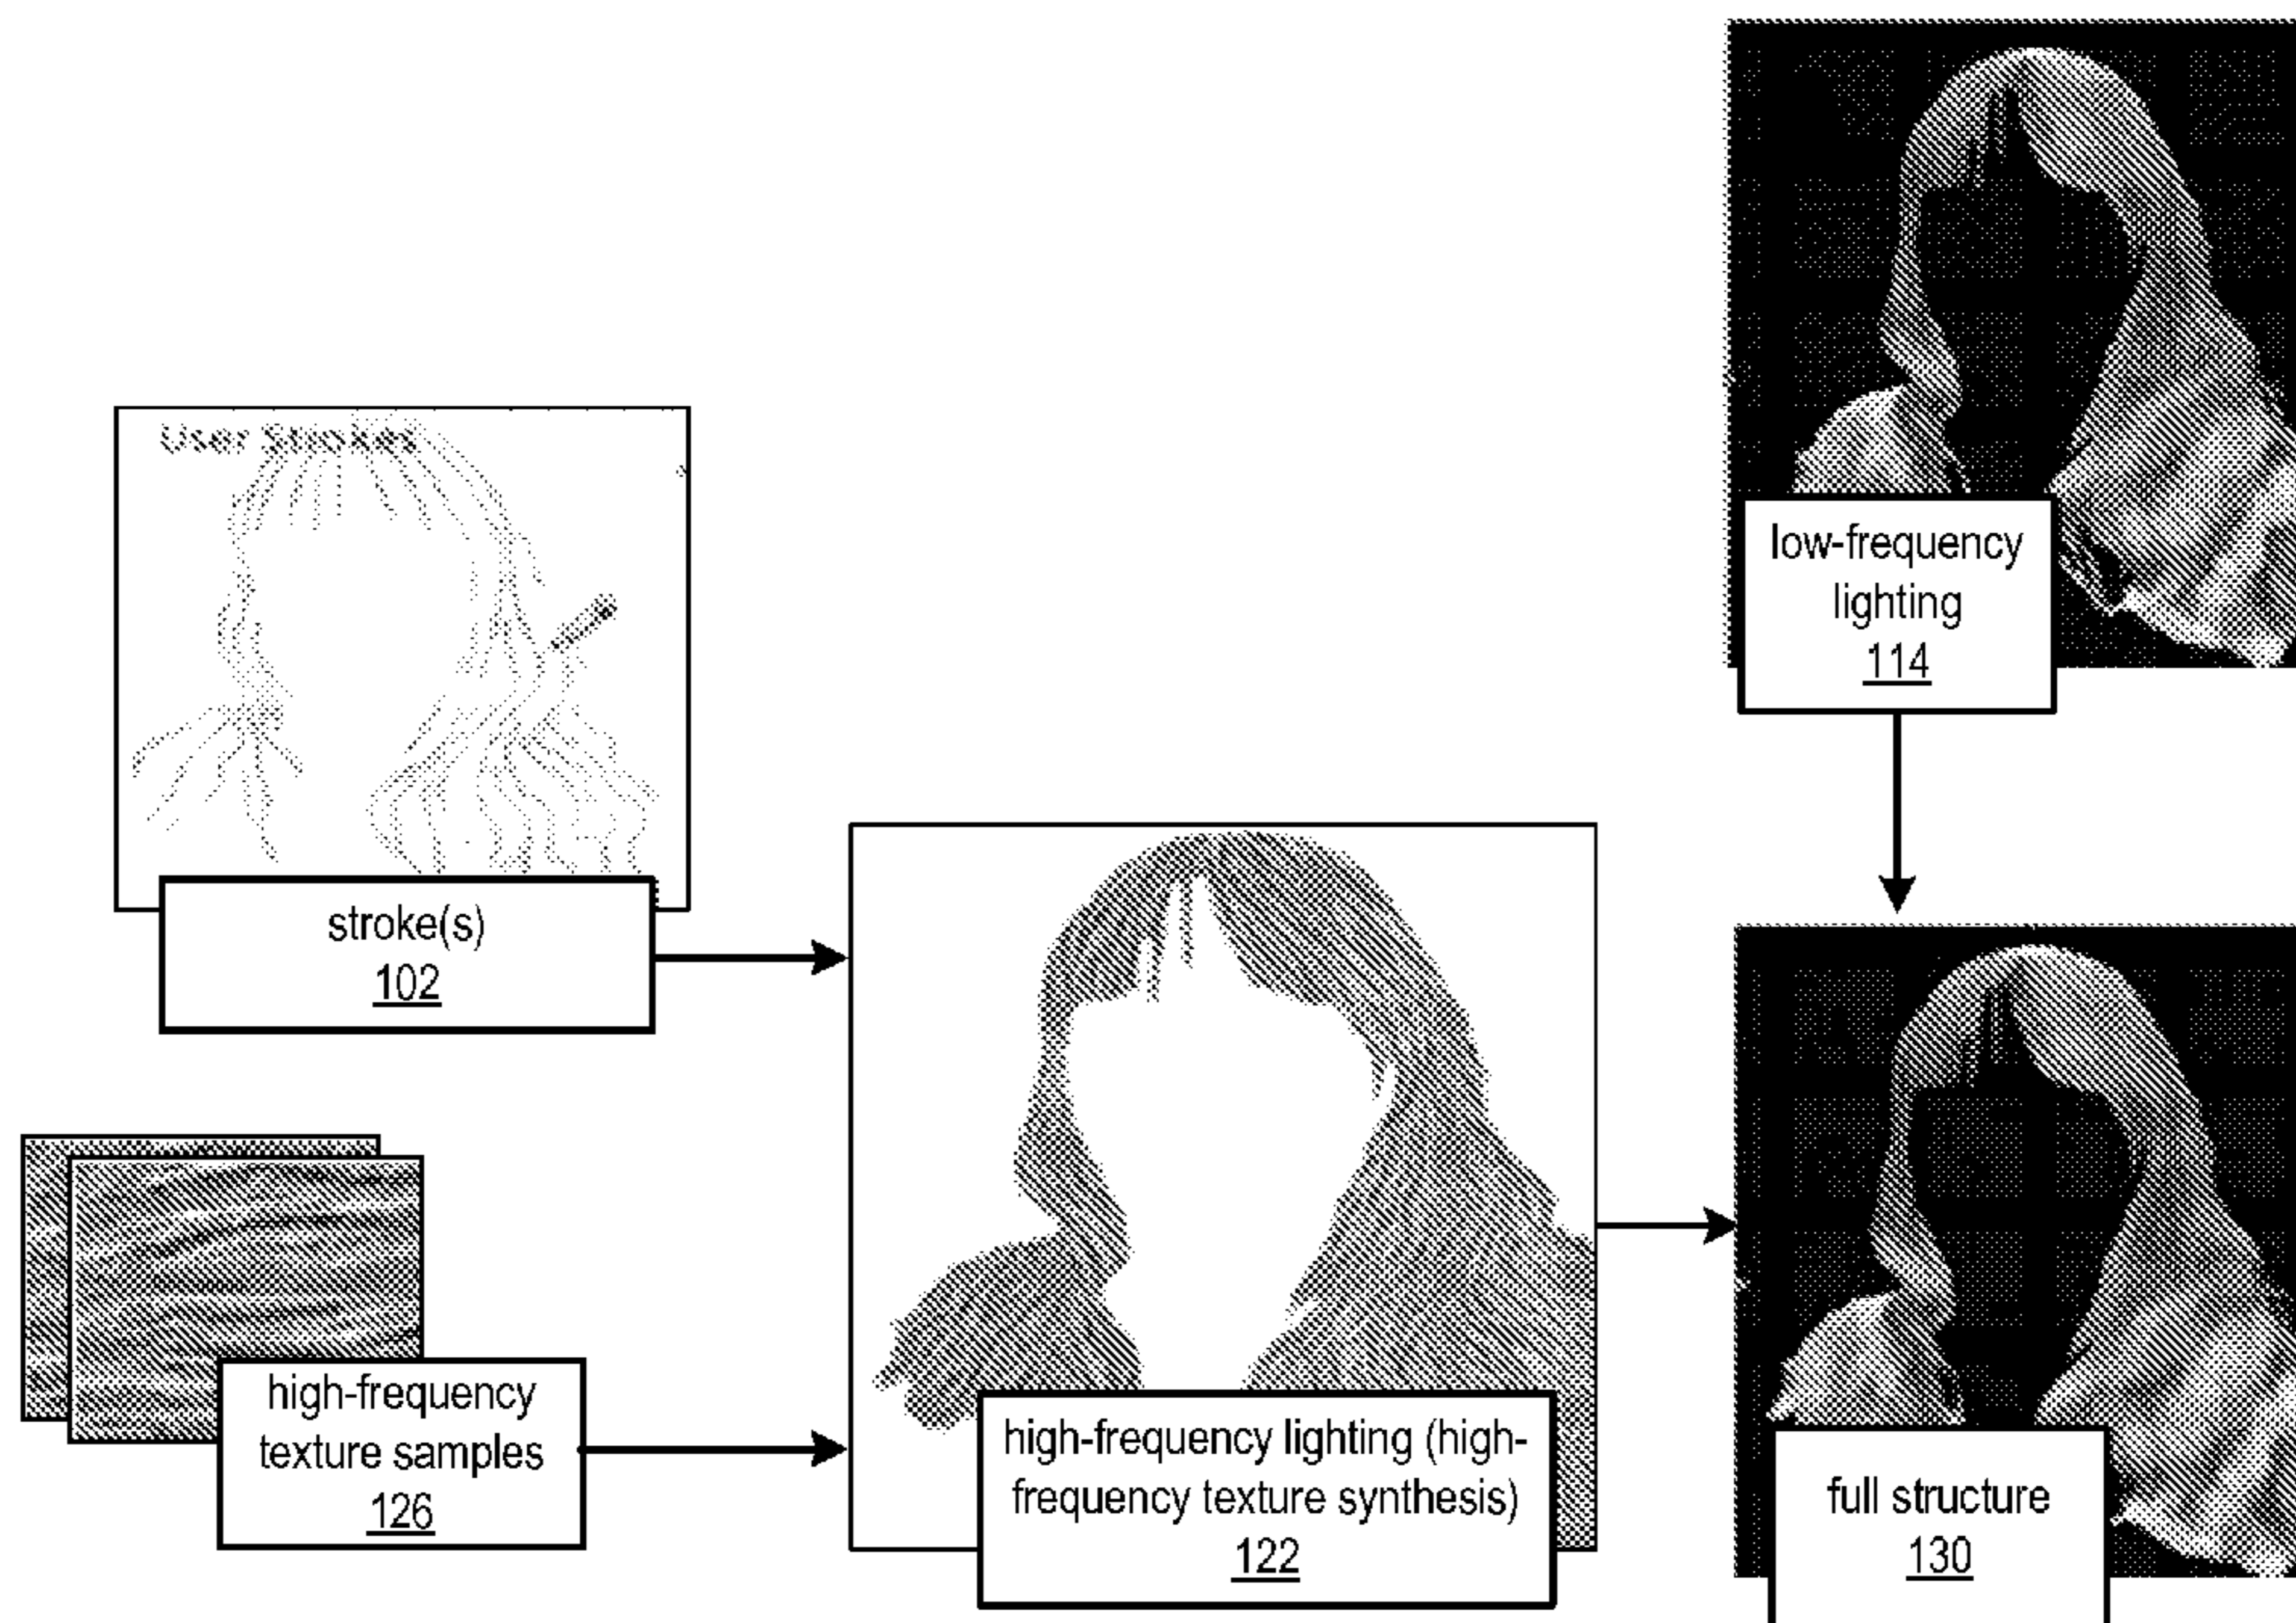 User Strokes
stroke(s)
102
high-frequency
texture samples
126
high-frequency lighting (high-
frequency texture synthesis)
122
low-frequency
lighting
114
full structure
130